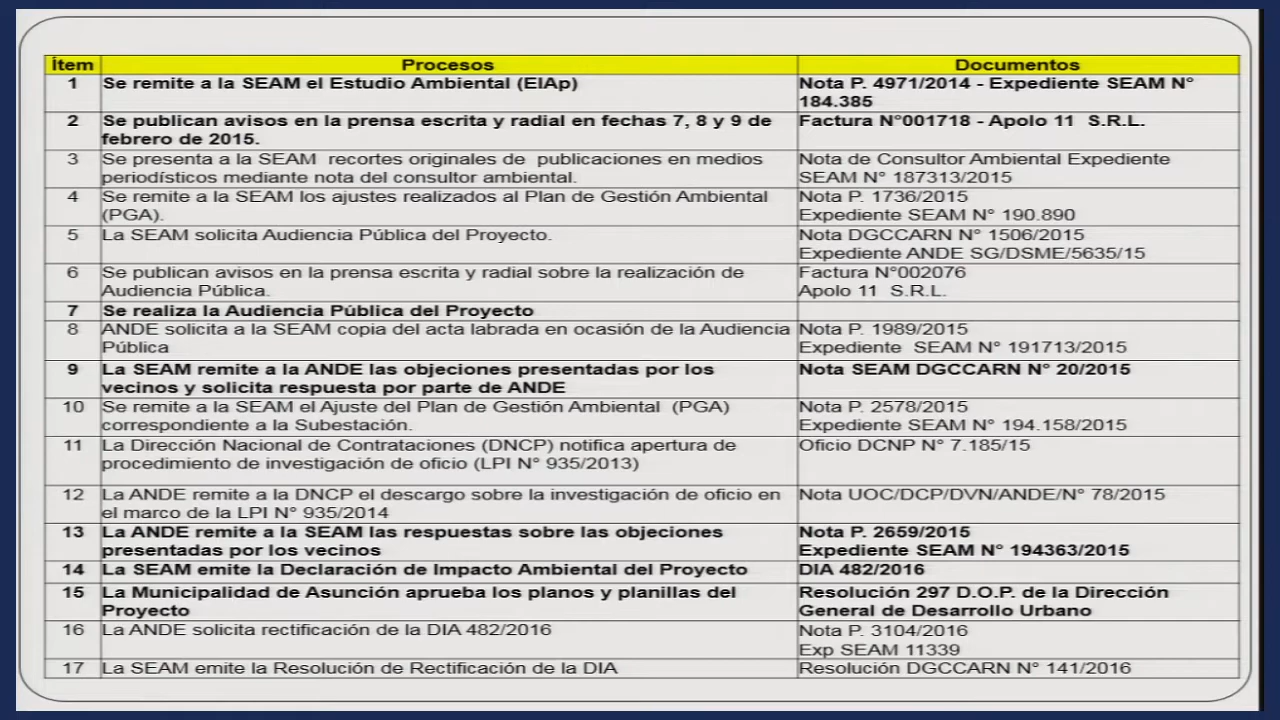 Ítem Procesos Documentos
1 Se remite a la SEAM el Estudio Ambiental (EIAp) Nota P. 4971/2014 - Expediente SEAM N°
184.385
2 Se publican avisos en la prensa escrita y radial en fechas 7, 8 y 9 de Factura N°001718 - Apolo 11 S.R.L.
febrero de 2015.
3 Se presenta a la SEAM recortes originales de publicaciones en medios Nota de Consultor Ambiental Expediente
periodísticos mediante nota del consultor ambiental. SEAM N° 187313/2015
4 Se remite a la SEAM los ajustes realizados al Plan de Gestión Ambiental Nota P. 1736/2015
(PGA). Expediente SEAM N° 190.890
5 La SEAM solicita Audiencia Pública del Proyecto. Nota DGCCARN N° 1506/2015
Expediente ANDE SG/DSME/5635/15
6 Se publican avisos en la prensa escrita y radial sobre la realización de Factura N°002076
Audiencia Pública. Apolo 11 S.R.L.
7 Se realiza la Audiencia Pública del Proyecto
8 ANDE solicita a la SEAM copia del acta labrada en ocasión de la Audiencia Nota P. 1989/2015
Pública Expediente SEAM N° 191713/2015
9 La SEAM remite a la ANDE las objeciones presentadas por los Nota SEAM DGCCARN N° 20/2015
vecinos y solicita respuesta por parte de ANDE
10 Se remite a la SEAM el Ajuste del Plan de Gestión Ambiental (PGA) Nota P. 2578/2015
correspondiente a la Subestación. Expediente SEAM N° 194.158/2015
11 La Dirección Nacional de Contrataciones (DNCP) notifica apertura de Oficio DCNP N° 7.185/15
procedimiento de investigación de oficio (LPI N° 935/2013)
12 La ANDE remite a la DNCP el descargo sobre la investigación de oficio en Nota UOC/DCP/DVN/ANDE/N° 78/2015
el marco de la LPI N° 935/2014
13 La ANDE remite a la SEAM las respuestas sobre las objeciones Nota P. 2659/2015
presentadas por los vecinos Expediente SEAM N° 194363/2015
14 La SEAM emite la Declaración de Impacto Ambiental del Proyecto DIA 482/2016
15 La Municipalidad de Asunción aprueba los planos y planillas del Resolución 297 D.O.P. de la Dirección
Proyecto General de Desarrollo Urbano
16 La ANDE solicita rectificación de la DIA 482/2016 Nota P. 3104/2016
Exp SEAM 11339
17 La SEAM emite la Resolución de Rectificación de la DIA Resolución DGCCARN N° 141/2016